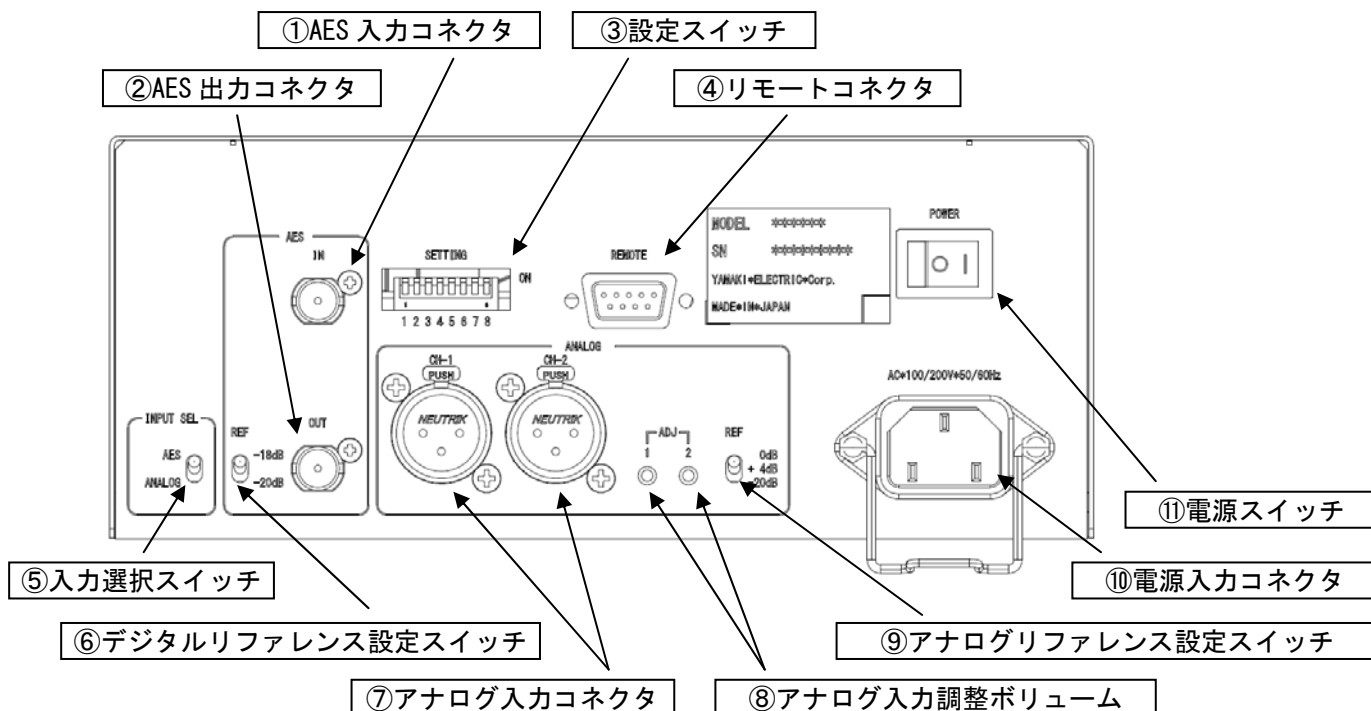 ①AES 入力コネクタ
③設定スイッチ
②AES 出力コネクタ
④リモートコネクタ
AES
IN
SETTING
ON
1 2 3 4 5 6 7 8
REMOTE
MODEL *******
SN **********
YAMAKI*ELECTRIC*Corp.
MADE*IN*JAPAN
POWER
ANALOG
CH-1
PUSH
NEUTRIK
CH-2
PUSH
NEUTRIK
AC*100/200V*50/60Hz
INPUT SEL
AES
ANALOG
REF
-18dB
-20dB
OUT
ADJ
1 2
REF
0dB
+ 4dB
-20dB
⑪電源スイッチ
⑤入力選択スイッチ
⑩電源入力コネクタ
⑥デジタルリファレンス設定スイッチ
⑨アナログリファレンス設定スイッチ
⑦アナログ入力コネクタ
⑧アナログ入力調整ボリューム